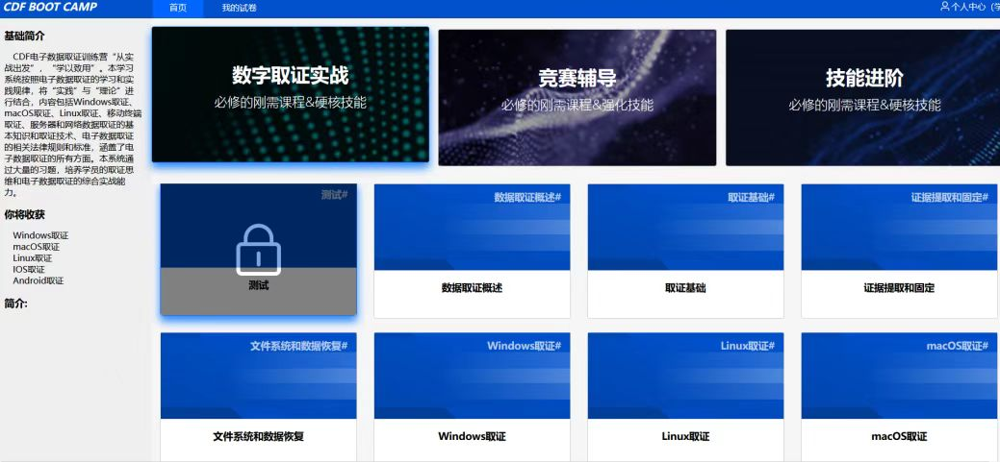 CDF BOOT CAMP
首页
我的试卷
个人中心（学
基础简介
CDF电子数据取证训练营“从实
战出发”，“学以致用”。本学习
系统按照电子数据取证的学习和实
践规律，将“实践”与“理论”进
行结合，内容包括Windows取证、
macOS取证、Linux取证、移动终端
取证、服务器和网络数据取证的基
本知识和取证技术、电子数据取证
的相关法律规则和标准，涵盖了电
子数据取证的所有方面。本系统通
过大量的习题，培养学员的取证思
维和电子数据取证的综合实战能
力。
你将收获
Windows取证
macOS取证
Linux取证
IOS取证
Android取证
简介:
数字取证实战
必修的刚需课程&硬核技能
竞赛辅导
必修的刚需课程&强化技能
技能进阶
必修的刚需课程&硬核技能
测试#
测试
数据取证概述#
数据取证概述
取证基础#
取证基础
证据提取和固定#
证据提取和固定
文件系统和数据恢复#
文件系统和数据恢复
Windows取证#
Windows取证
Linux取证#
Linux取证
macOS取证#
macOS取证